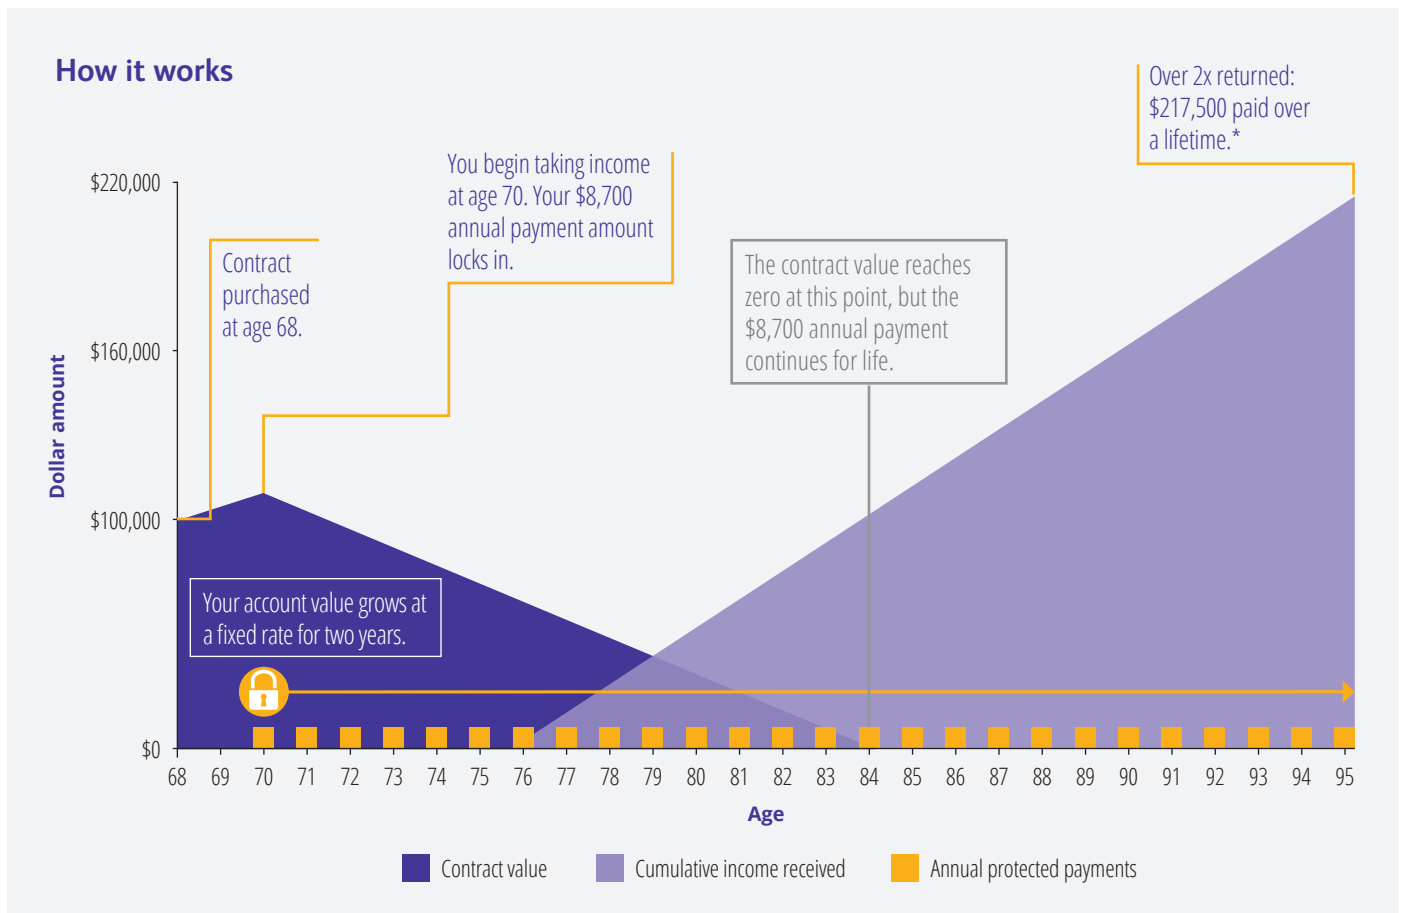 How it works
Over 2x returned:
$217,500 paid over
a lifetime.*
You begin taking income
at age 70. Your $8,700
annual payment amount
locks in.
Contract
purchased
at age 68.
The contract value reaches
zero at this point, but the
$8,700 annual payment
continues for life.
Your account value grows at
a fixed rate for two years.
Dollar amount
$220,000
$160,000
$100,000
$0
68 69 70 71 72 73 74 75 76 77 78 79 80 81 82 83 84 85 86 87 88 89 90 91 92 93 94 95
Age
Contract value Cumulative income received Annual protected payments